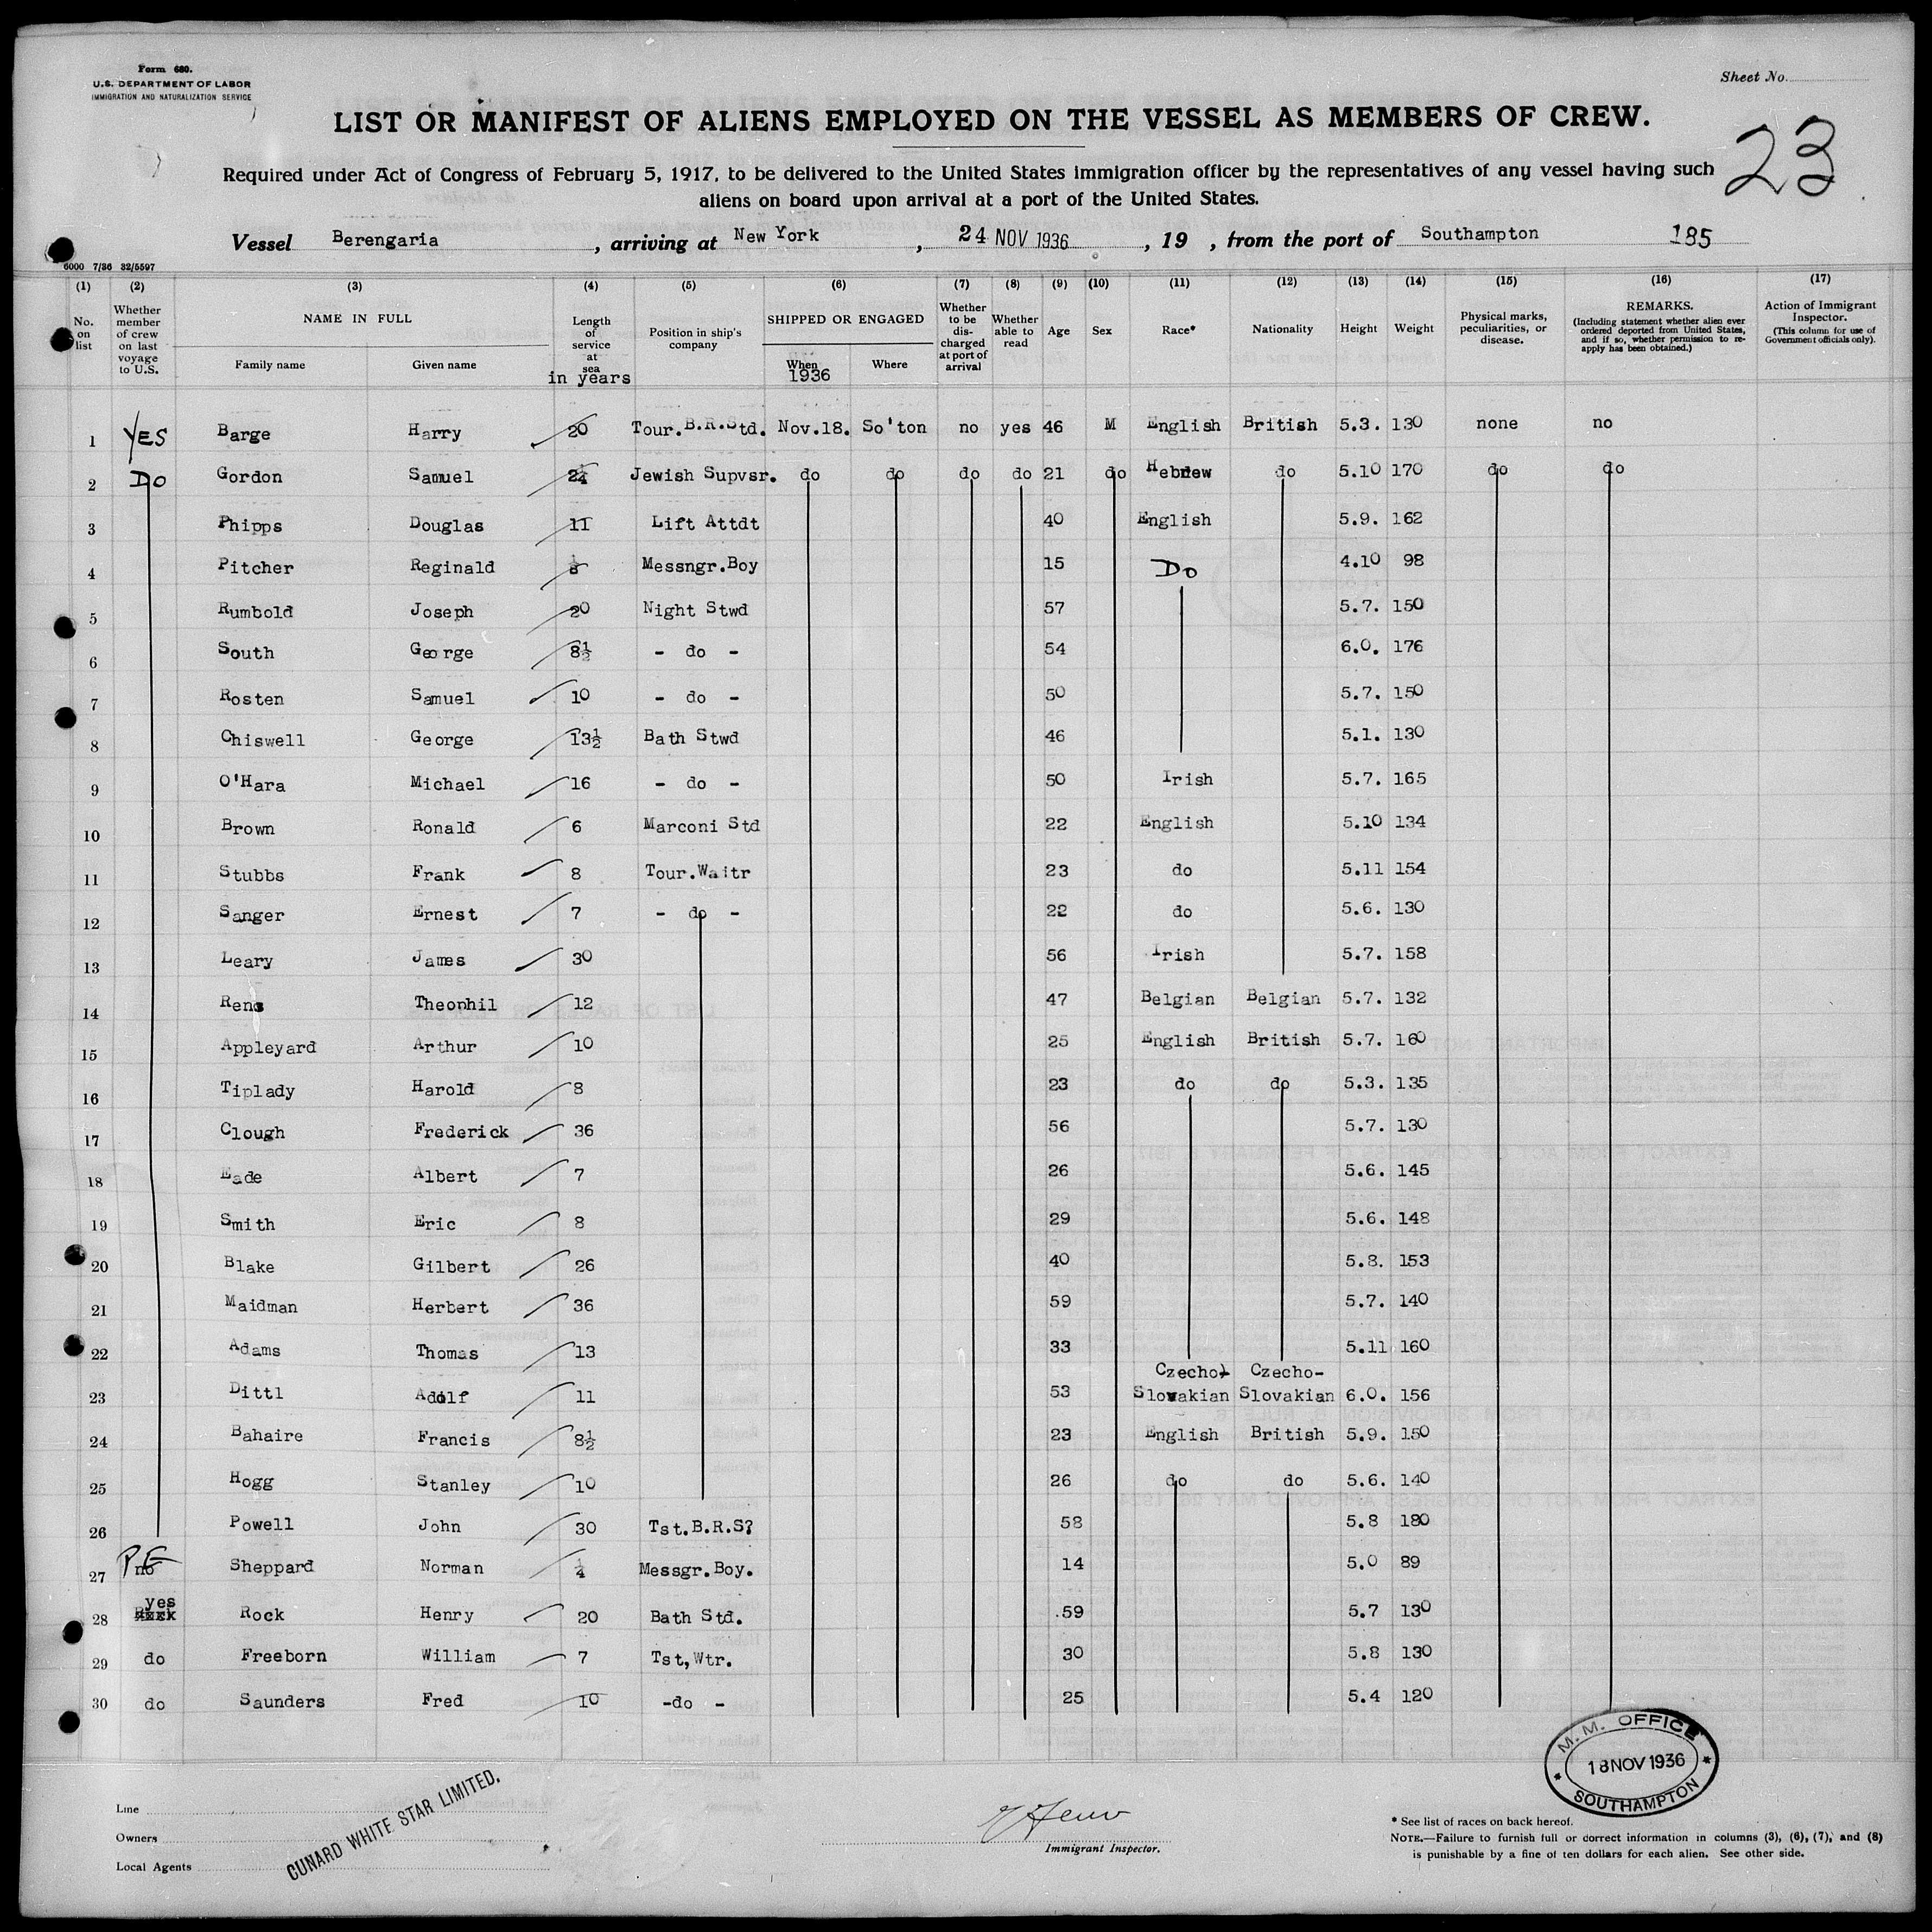 Form 680.
U.S. DEPARTMENT OF LABOR
IMMIGRATION AND NATURALIZATION SERVICE
Sheet No.
LIST OR MANIFEST OF ALIENS EMPLOYED ON THE VESSEL AS MEMBERS OF CREW.
23
Required under Act of Congress of February 5, 1917, to be delivered to the United States immigration officer by the representatives of any vessel having such
aliens on board upon arrival at a port of the United States.
Vessel Berengaria, arriving at New York, 24 NOV 1936, 19 , from the port of Southampton 185
6000 7/36 32/5597
(1) (2) (3) (4) (5) (6) (7) (8) (9) (10) (11) (12) (13) (14) (15) (16) (17)
No. on list
Whether member of crew on last voyage to U.S.
NAME IN FULL
Family name Given name
Length of service at sea
in years
Position in ship's company
SHIPPED OR ENGAGED
When 1936 Where
Whether to be discharged at port of arrival
Whether able to read
Age Sex Race* Nationality Height Weight
Physical marks, peculiarities, or disease.
REMARKS.
(Including statement whether alien ever ordered deported from United States, and if so, whether permission to reapply has been obtained.)
Action of Immigrant Inspector.
(This column for use of Government officials only).
1 YES Barge Harry 20 Tour.B.R.Std. Nov.18. So'ton no yes 46 M English British 5.3. 130 none no
2 Do Gordon Samuel 2¼ Jewish Supvsr. do do do do 21 do Hebrew do 5.10 170 do do
3 Phipps Douglas 11 Lift Attdt 40 English 5.9. 162
4 Pitcher Reginald Messngr.Boy 15 Do 4.10 98
5 Rumbold Joseph 20 Night Stwd 57 5.7. 150
6 South George 8½ - do - 54 6.0. 176
7 Rosten Samuel 10 - do - 50 5.7. 150
8 Chiswell George 13½ Bath Stwd 46 5.1. 130
9 O'Hara Michael 16 - do - 50 Irish 5.7. 165
10 Brown Ronald 6 Marconi Std 22 English 5.10 134
11 Stubbs Frank 8 Tour.Waitr 23 do 5.11 154
12 Sanger Ernest 7 - do - 22 do 5.6. 130
13 Leary James 30 56 Irish 5.7. 158
14 Rens Theophil 12 47 Belgian Belgian 5.7. 132
15 Appleyard Arthur 10 25 English British 5.7. 160
16 Tiplady Harold 8 23 do do 5.3. 135
17 Clough Frederick 36 56 5.7. 130
18 Eade Albert 7 26 5.6. 145
19 Smith Eric 8 29 5.6. 148
20 Blake Gilbert 26 40 5.8. 153
21 Maidman Herbert 36 59 5.7. 140
22 Adams Thomas 13 33 5.11 160
23 Dittl Adolf 11 53 Czecho-Slovakian Czecho-Slovakian 6.0. 156
24 Bahaire Francis 8½ 23 English British 5.9. 150
25 Hogg Stanley 10 26 do do 5.6. 140
26 Powell John 30 Tst.B.R.S? 58 5.8 180
27 no Sheppard Norman ¼ Messgr.Boy. 14 5.0 89
28 yes Rock Henry 20 Bath Std. 59 5.7 130
29 do Freeborn William 7 Tst,Wtr. 30 5.8 130
30 do Saunders Fred 10 -do - 25 5.4 120
M.M. OFFICE
18 NOV 1936
SOUTHAMPTON
Line
Owners
Local Agents
CUNARD WHITE STAR LIMITED.
Immigrant Inspector.
* See list of races on back hereof.
NOTE.—Failure to furnish full or correct information in columns (3), (6), (7), and (8)
is punishable by a fine of ten dollars for each alien. See other side.